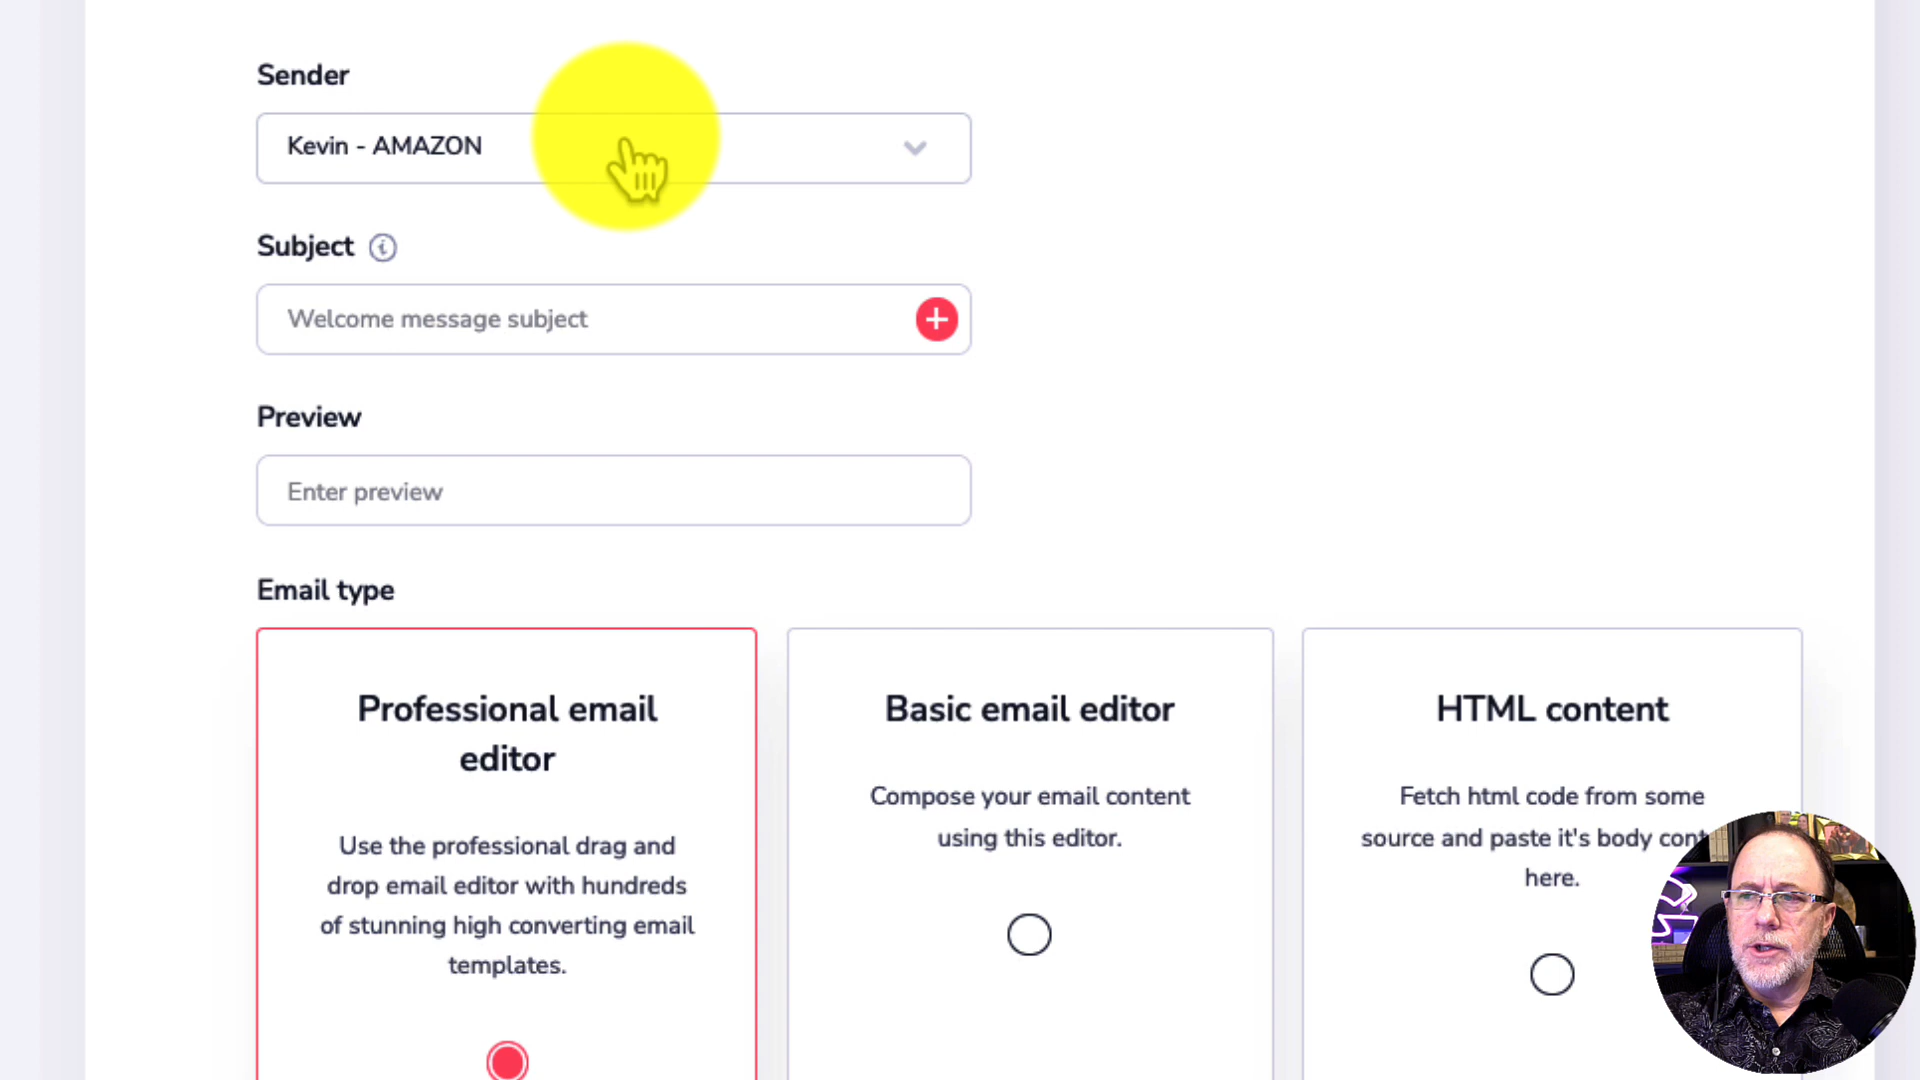 Sender
Kevin - AMAZON
Subject
Welcome message subject
Preview
Enter preview
Email type
Professional email
editor
Use the professional drag and
drop email editor with hundreds
of stunning high converting email
templates.
Basic email editor
Compose your email content
using this editor.
HTML content
Fetch html code from some
source and paste it's body cont
here.